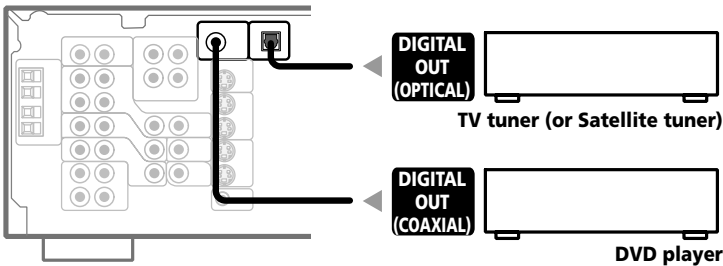 DIGITAL
OUT
(OPTICAL)
TV tuner (or Satellite tuner)
DIGITAL
OUT
(COAXIAL)
DVD player